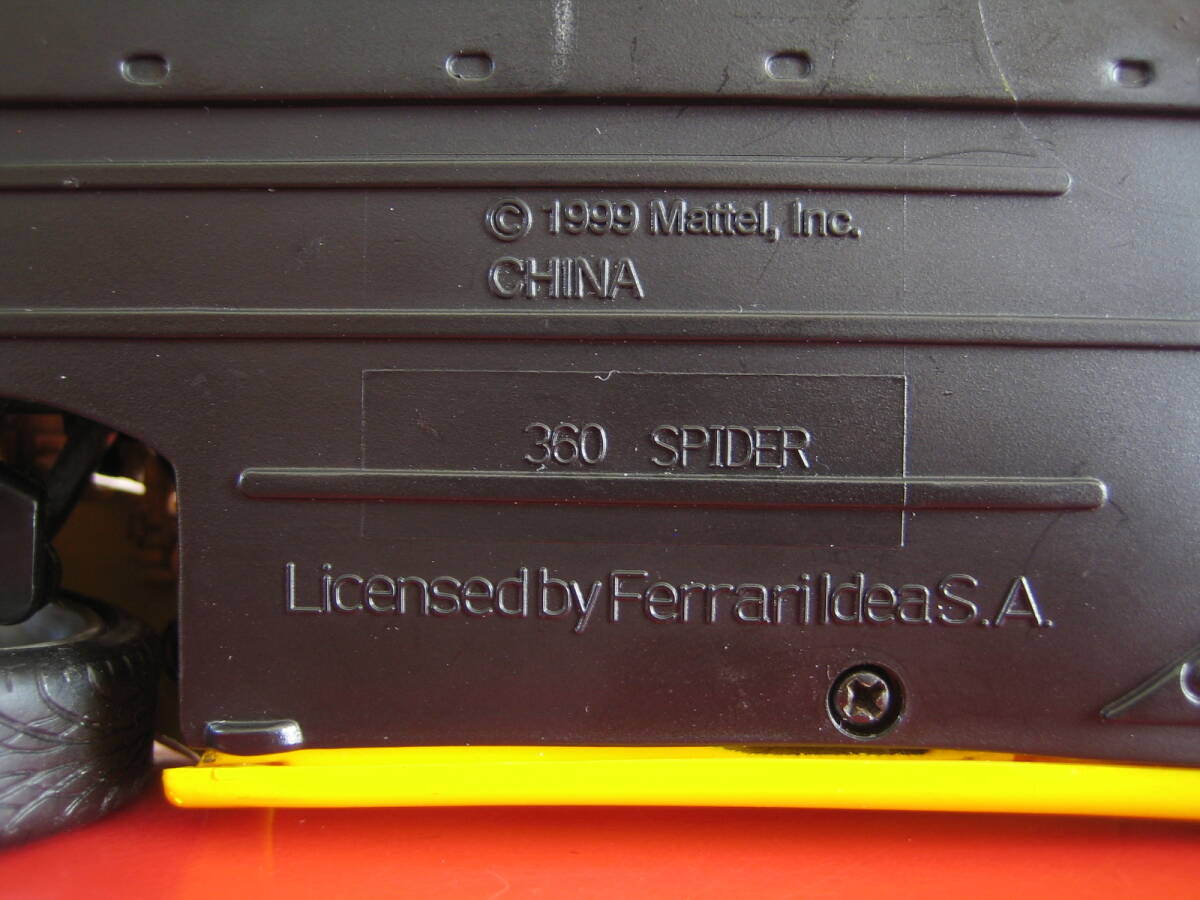 © 1999 Mattel, Inc.
CHINA
360 SPIDER
Licensed by Ferrari Idea S.A.